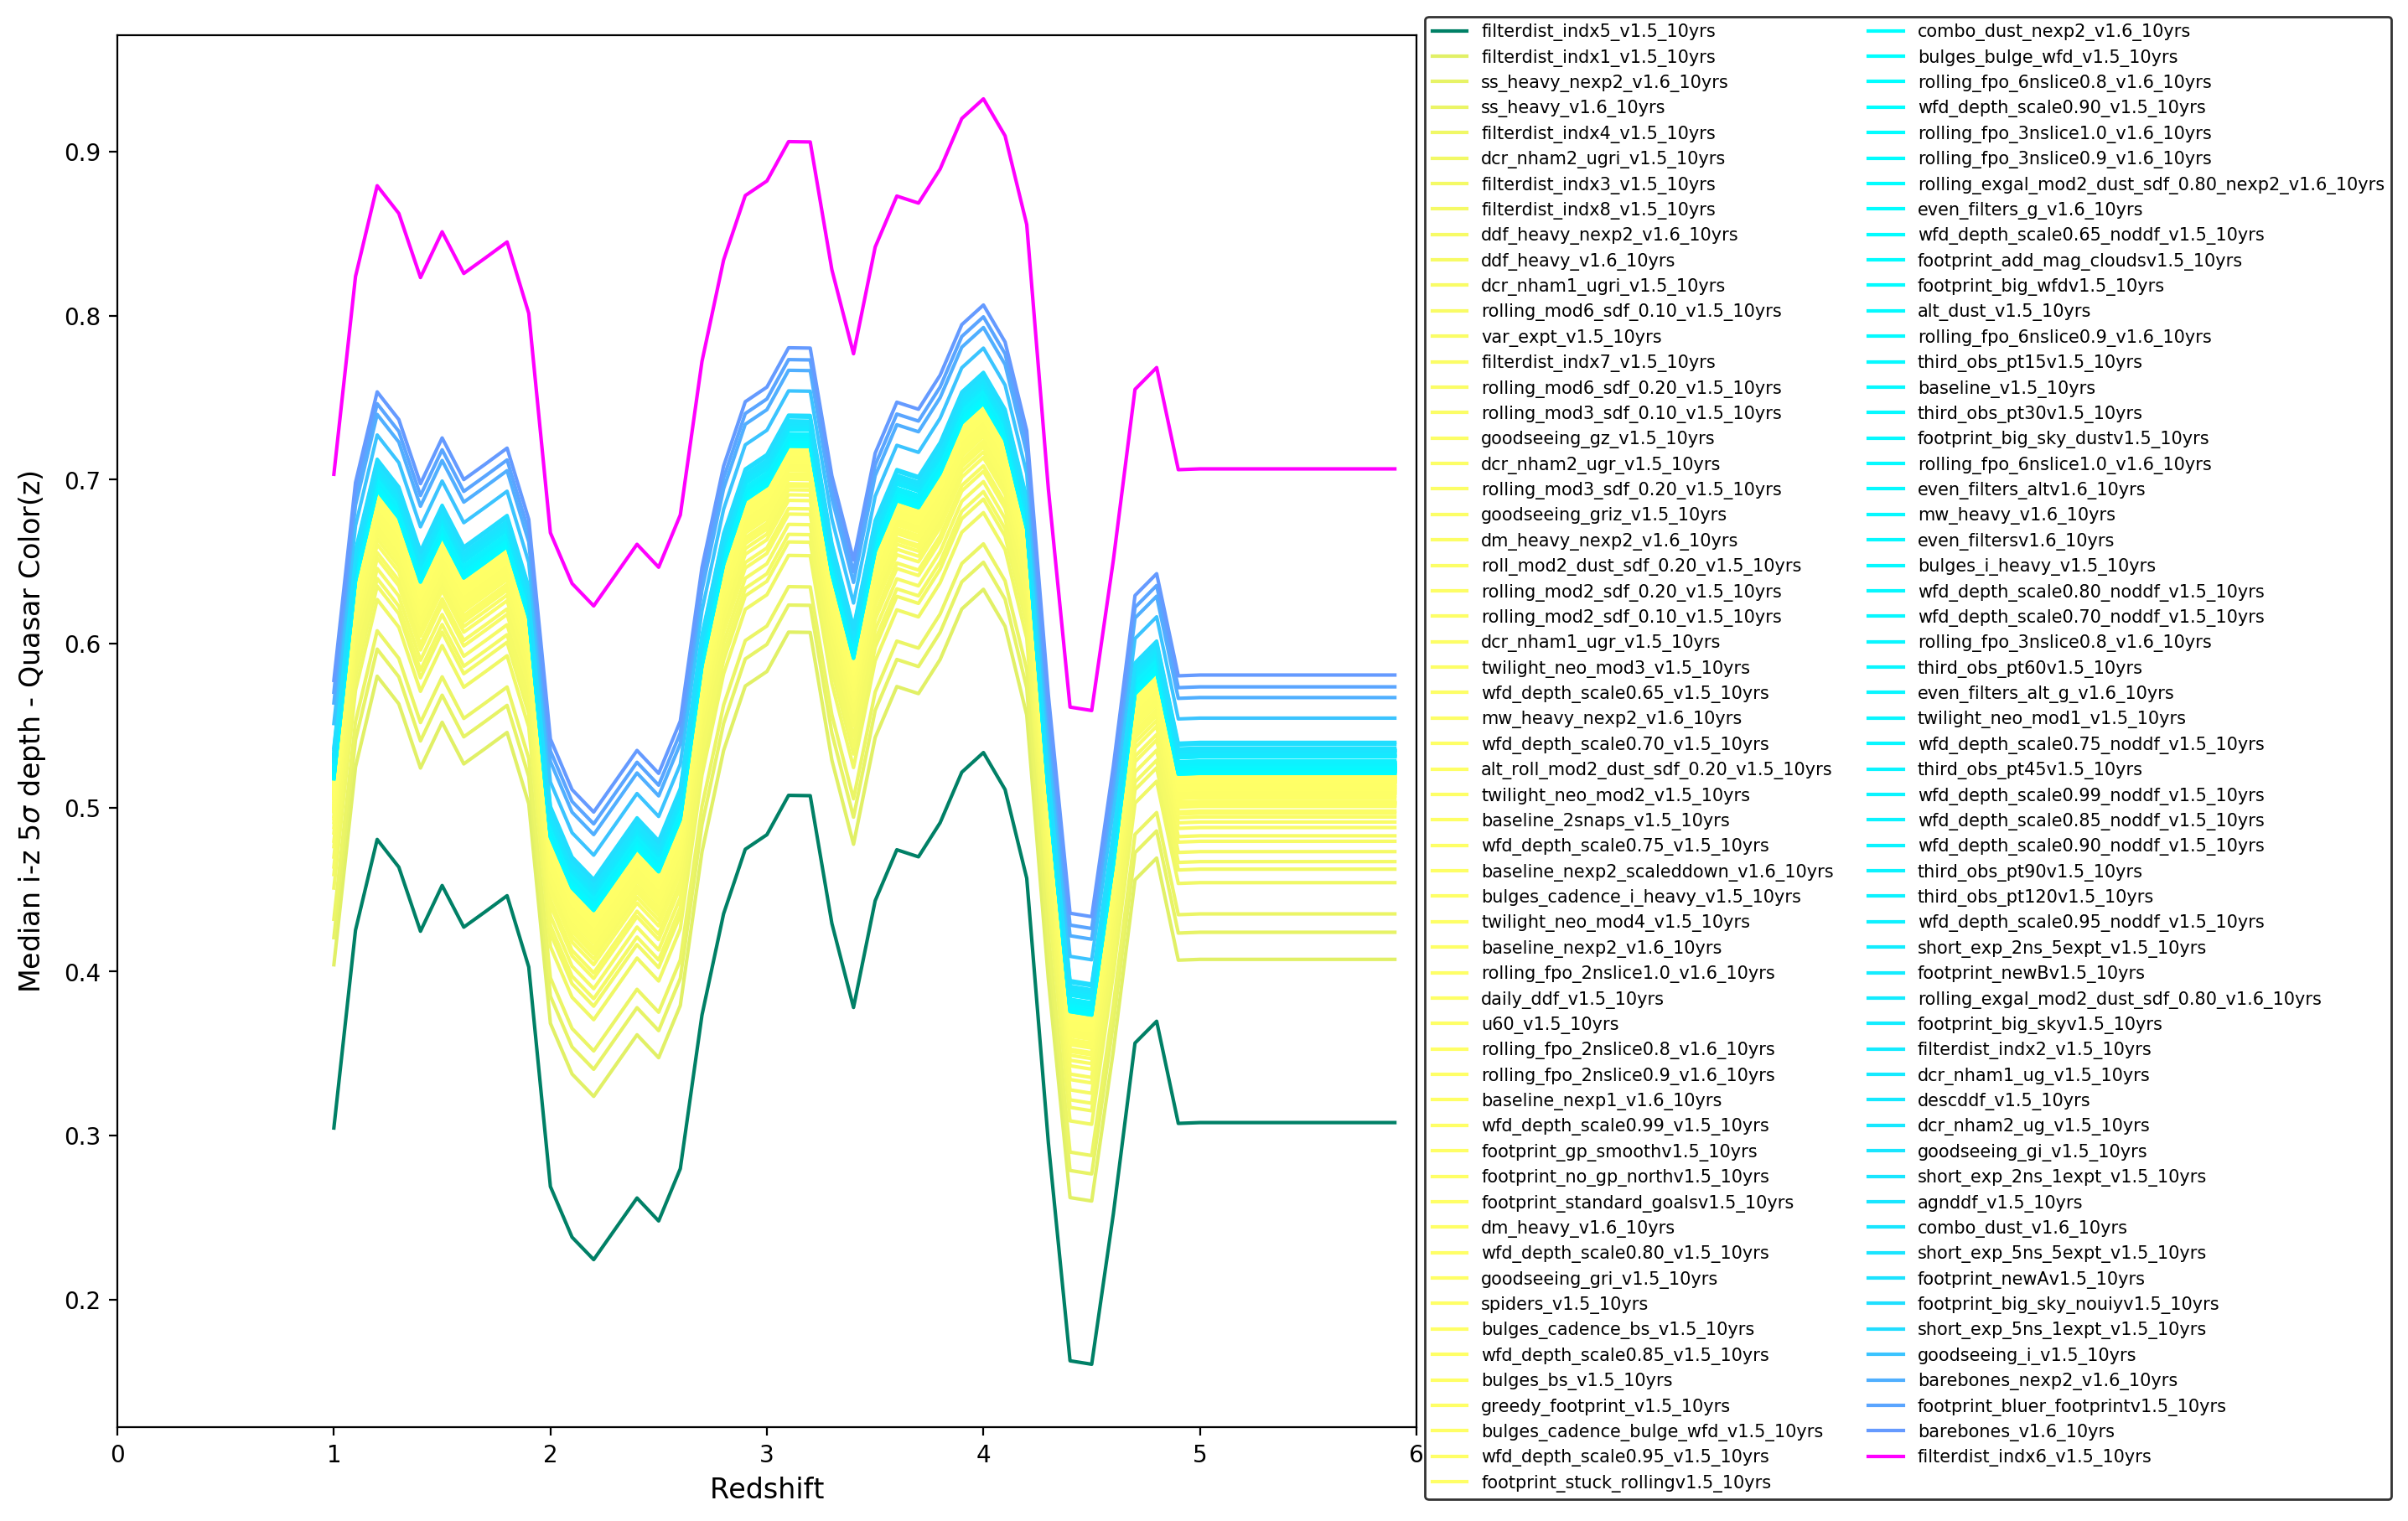 0.9
0.8
0.7
0.6
0.5
0.4
0.3
0.2
Median i-z 5σ depth - Quasar Color(z)
0 1 2 3 4 5 6
Redshift
filterdist_indx5_v1.5_10yrs
filterdist_indx1_v1.5_10yrs
ss_heavy_nexp2_v1.6_10yrs
ss_heavy_v1.6_10yrs
filterdist_indx4_v1.5_10yrs
dcr_nham2_ugri_v1.5_10yrs
filterdist_indx3_v1.5_10yrs
filterdist_indx8_v1.5_10yrs
ddf_heavy_nexp2_v1.6_10yrs
ddf_heavy_v1.6_10yrs
dcr_nham1_ugri_v1.5_10yrs
rolling_mod6_sdf_0.10_v1.5_10yrs
var_expt_v1.5_10yrs
filterdist_indx7_v1.5_10yrs
rolling_mod6_sdf_0.20_v1.5_10yrs
rolling_mod3_sdf_0.10_v1.5_10yrs
goodseeing_gz_v1.5_10yrs
dcr_nham2_ugr_v1.5_10yrs
rolling_mod3_sdf_0.20_v1.5_10yrs
goodseeing_griz_v1.5_10yrs
dm_heavy_nexp2_v1.6_10yrs
roll_mod2_dust_sdf_0.20_v1.5_10yrs
rolling_mod2_sdf_0.20_v1.5_10yrs
rolling_mod2_sdf_0.10_v1.5_10yrs
dcr_nham1_ugr_v1.5_10yrs
twilight_neo_mod3_v1.5_10yrs
wfd_depth_scale0.65_v1.5_10yrs
mw_heavy_nexp2_v1.6_10yrs
wfd_depth_scale0.70_v1.5_10yrs
alt_roll_mod2_dust_sdf_0.20_v1.5_10yrs
twilight_neo_mod2_v1.5_10yrs
baseline_2snaps_v1.5_10yrs
wfd_depth_scale0.75_v1.5_10yrs
baseline_nexp2_scaleddown_v1.6_10yrs
bulges_cadence_i_heavy_v1.5_10yrs
twilight_neo_mod4_v1.5_10yrs
baseline_nexp2_v1.6_10yrs
rolling_fpo_2nslice1.0_v1.6_10yrs
daily_ddf_v1.5_10yrs
u60_v1.5_10yrs
rolling_fpo_2nslice0.8_v1.6_10yrs
rolling_fpo_2nslice0.9_v1.6_10yrs
baseline_nexp1_v1.6_10yrs
wfd_depth_scale0.99_v1.5_10yrs
footprint_gp_smoothv1.5_10yrs
footprint_no_gp_northv1.5_10yrs
footprint_standard_goalsv1.5_10yrs
dm_heavy_v1.6_10yrs
wfd_depth_scale0.80_v1.5_10yrs
goodseeing_gri_v1.5_10yrs
spiders_v1.5_10yrs
bulges_cadence_bs_v1.5_10yrs
wfd_depth_scale0.85_v1.5_10yrs
bulges_bs_v1.5_10yrs
greedy_footprint_v1.5_10yrs
bulges_cadence_bulge_wfd_v1.5_10yrs
wfd_depth_scale0.95_v1.5_10yrs
footprint_stuck_rollingv1.5_10yrs
combo_dust_nexp2_v1.6_10yrs
bulges_bulge_wfd_v1.5_10yrs
rolling_fpo_6nslice0.8_v1.6_10yrs
wfd_depth_scale0.90_v1.5_10yrs
rolling_fpo_3nslice1.0_v1.6_10yrs
rolling_fpo_3nslice0.9_v1.6_10yrs
rolling_exgal_mod2_dust_sdf_0.80_nexp2_v1.6_10yrs
even_filters_g_v1.6_10yrs
wfd_depth_scale0.65_noddf_v1.5_10yrs
footprint_add_mag_cloudsv1.5_10yrs
footprint_big_wfdv1.5_10yrs
alt_dust_v1.5_10yrs
rolling_fpo_6nslice0.9_v1.6_10yrs
third_obs_pt15v1.5_10yrs
baseline_v1.5_10yrs
third_obs_pt30v1.5_10yrs
footprint_big_sky_dustv1.5_10yrs
rolling_fpo_6nslice1.0_v1.6_10yrs
even_filters_altv1.6_10yrs
mw_heavy_v1.6_10yrs
even_filtersv1.6_10yrs
bulges_i_heavy_v1.5_10yrs
wfd_depth_scale0.80_noddf_v1.5_10yrs
wfd_depth_scale0.70_noddf_v1.5_10yrs
rolling_fpo_3nslice0.8_v1.6_10yrs
third_obs_pt60v1.5_10yrs
even_filters_alt_g_v1.6_10yrs
twilight_neo_mod1_v1.5_10yrs
wfd_depth_scale0.75_noddf_v1.5_10yrs
third_obs_pt45v1.5_10yrs
wfd_depth_scale0.99_noddf_v1.5_10yrs
wfd_depth_scale0.85_noddf_v1.5_10yrs
wfd_depth_scale0.90_noddf_v1.5_10yrs
third_obs_pt90v1.5_10yrs
third_obs_pt120v1.5_10yrs
wfd_depth_scale0.95_noddf_v1.5_10yrs
short_exp_2ns_5expt_v1.5_10yrs
footprint_newBv1.5_10yrs
rolling_exgal_mod2_dust_sdf_0.80_v1.6_10yrs
footprint_big_skyv1.5_10yrs
filterdist_indx2_v1.5_10yrs
dcr_nham1_ug_v1.5_10yrs
descddf_v1.5_10yrs
dcr_nham2_ug_v1.5_10yrs
goodseeing_gi_v1.5_10yrs
short_exp_2ns_1expt_v1.5_10yrs
agnddf_v1.5_10yrs
combo_dust_v1.6_10yrs
short_exp_5ns_5expt_v1.5_10yrs
footprint_newAv1.5_10yrs
footprint_big_sky_nouiyv1.5_10yrs
short_exp_5ns_1expt_v1.5_10yrs
goodseeing_i_v1.5_10yrs
barebones_nexp2_v1.6_10yrs
footprint_bluer_footprintv1.5_10yrs
barebones_v1.6_10yrs
filterdist_indx6_v1.5_10yrs